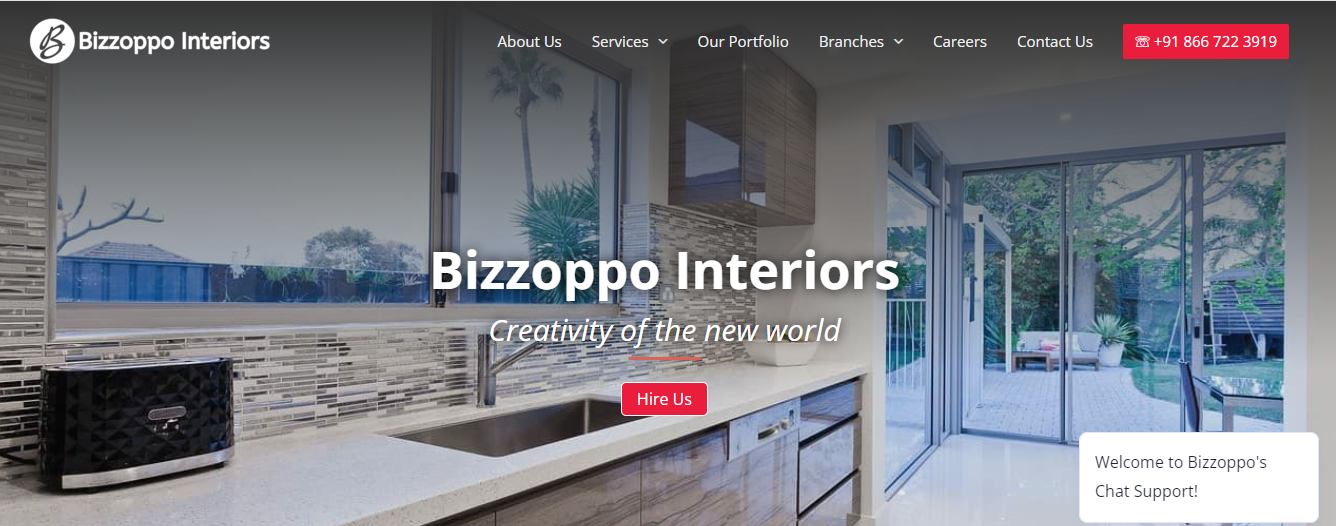 Bizzoppo Interiors
About Us
Services
Our Portfolio
Branches
Careers
Contact Us
☏ +91 866 722 3919
Bizzoppo Interiors
Creativity of the new world
Hire Us
Welcome to Bizzoppo's
Chat Support!